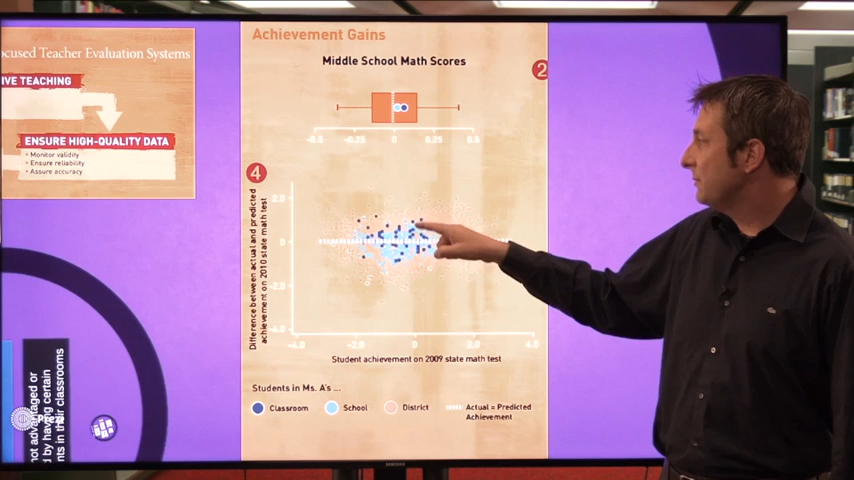 ocused Teacher Evaluation Systems
IVE TEACHING
ENSURE HIGH-QUALITY DATA
• Monitor validity
• Ensure reliability
• Assure accuracy
Achievement Gains
Middle School Math Scores
2
-0.5 -0.25 0 0.25 0.5
4
Difference between actual and predicted
achievement on 2010 state math test
2.0
0
-2.0
-4.0
-4.0 -2.0 0 2.0 4.0
Student achievement on 2009 state math test
Students in Ms. A's ...
Classroom School District Actual = Predicted
Achievement
not advantaged or
d by having certain
nts in their classrooms
Prezi
SAMSUNG